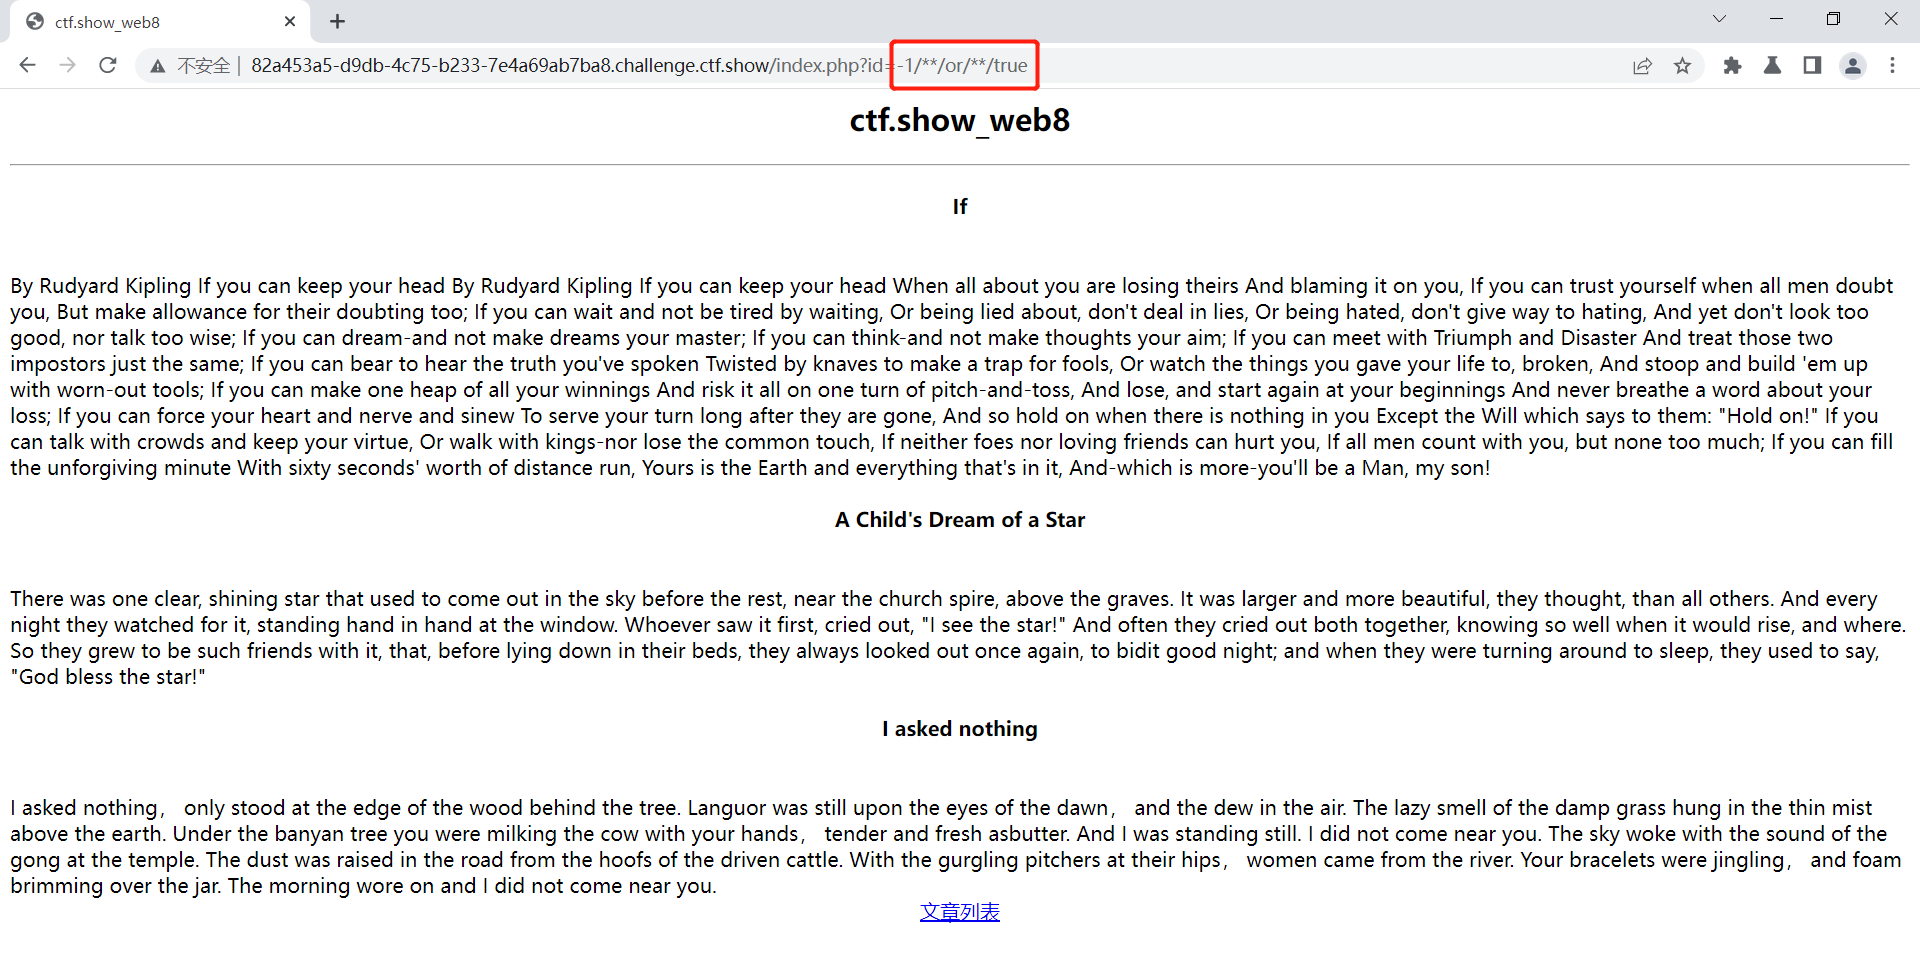 ctf.show_web8
不安全 | 82a453a5-d9db-4c75-b233-7e4a69ab7ba8.challenge.ctf.show/index.php?id=-1/**/or/**/true
ctf.show_web8
If
By Rudyard Kipling If you can keep your head By Rudyard Kipling If you can keep your head When all about you are losing theirs And blaming it on you, If you can trust yourself when all men doubt
you, But make allowance for their doubting too; If you can wait and not be tired by waiting, Or being lied about, don't deal in lies, Or being hated, don't give way to hating, And yet don't look too
good, nor talk too wise; If you can dream-and not make dreams your master; If you can think-and not make thoughts your aim; If you can meet with Triumph and Disaster And treat those two
impostors just the same; If you can bear to hear the truth you've spoken Twisted by knaves to make a trap for fools, Or watch the things you gave your life to, broken, And stoop and build 'em up
with worn-out tools; If you can make one heap of all your winnings And risk it all on one turn of pitch-and-toss, And lose, and start again at your beginnings And never breathe a word about your
loss; If you can force your heart and nerve and sinew To serve your turn long after they are gone, And so hold on when there is nothing in you Except the Will which says to them: "Hold on!" If you
can talk with crowds and keep your virtue, Or walk with kings-nor lose the common touch, If neither foes nor loving friends can hurt you, If all men count with you, but none too much; If you can fill
the unforgiving minute With sixty seconds' worth of distance run, Yours is the Earth and everything that's in it, And-which is more-you'll be a Man, my son!
A Child's Dream of a Star
There was one clear, shining star that used to come out in the sky before the rest, near the church spire, above the graves. It was larger and more beautiful, they thought, than all others. And every
night they watched for it, standing hand in hand at the window. Whoever saw it first, cried out, "I see the star!" And often they cried out both together, knowing so well when it would rise, and where.
So they grew to be such friends with it, that, before lying down in their beds, they always looked out once again, to bidit good night; and when they were turning around to sleep, they used to say,
"God bless the star!"
I asked nothing
I asked nothing， only stood at the edge of the wood behind the tree. Languor was still upon the eyes of the dawn， and the dew in the air. The lazy smell of the damp grass hung in the thin mist
above the earth. Under the banyan tree you were milking the cow with your hands， tender and fresh asbutter. And I was standing still. I did not come near you. The sky woke with the sound of the
gong at the temple. The dust was raised in the road from the hoofs of the driven cattle. With the gurgling pitchers at their hips， women came from the river. Your bracelets were jingling， and foam
brimming over the jar. The morning wore on and I did not come near you.
文章列表